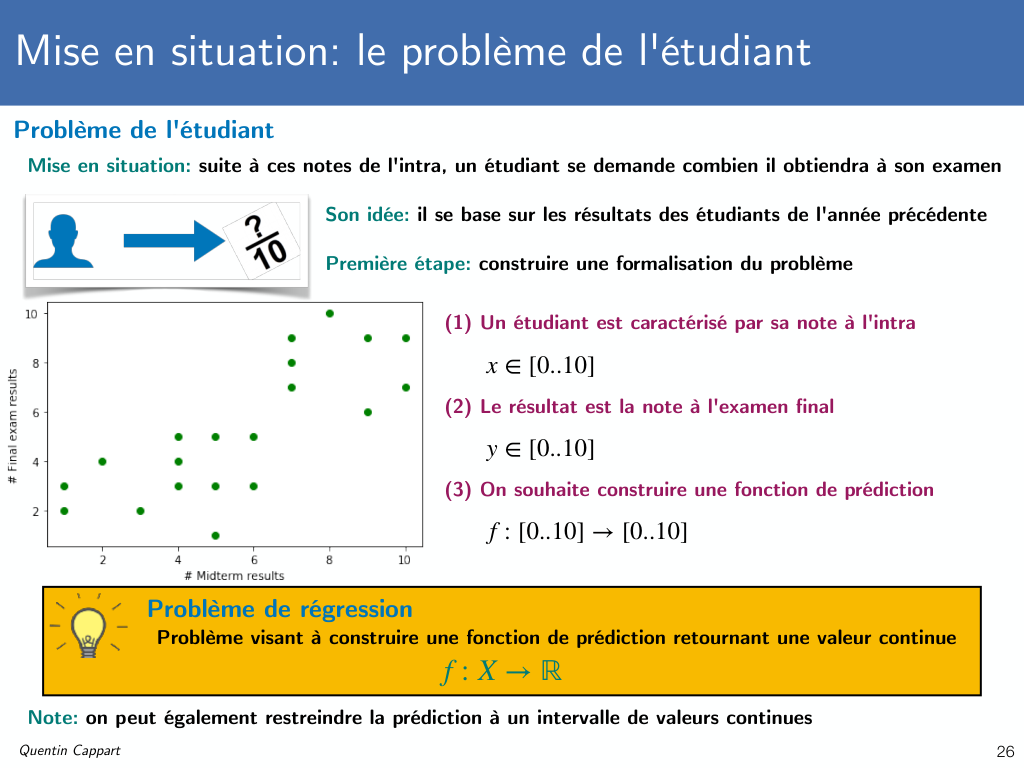 Mise en situation: le problème de l'étudiant
Problème de l'étudiant
Mise en situation: suite à ces notes de l'intra, un étudiant se demande combien il obtiendra à son examen
?
10
Son idée: il se base sur les résultats des étudiants de l'année précédente
Première étape: construire une formalisation du problème
10
8
6
4
2
# Final exam results
2 4 6 8 10
# Midterm results
(1) Un étudiant est caractérisé par sa note à l'intra
x ∈ [0..10]
(2) Le résultat est la note à l'examen final
y ∈ [0..10]
(3) On souhaite construire une fonction de prédiction
f : [0..10] → [0..10]
Problème de régression
Problème visant à construire une fonction de prédiction retournant une valeur continue
f : X → ℝ
Note: on peut également restreindre la prédiction à un intervalle de valeurs continues
Quentin Cappart
26